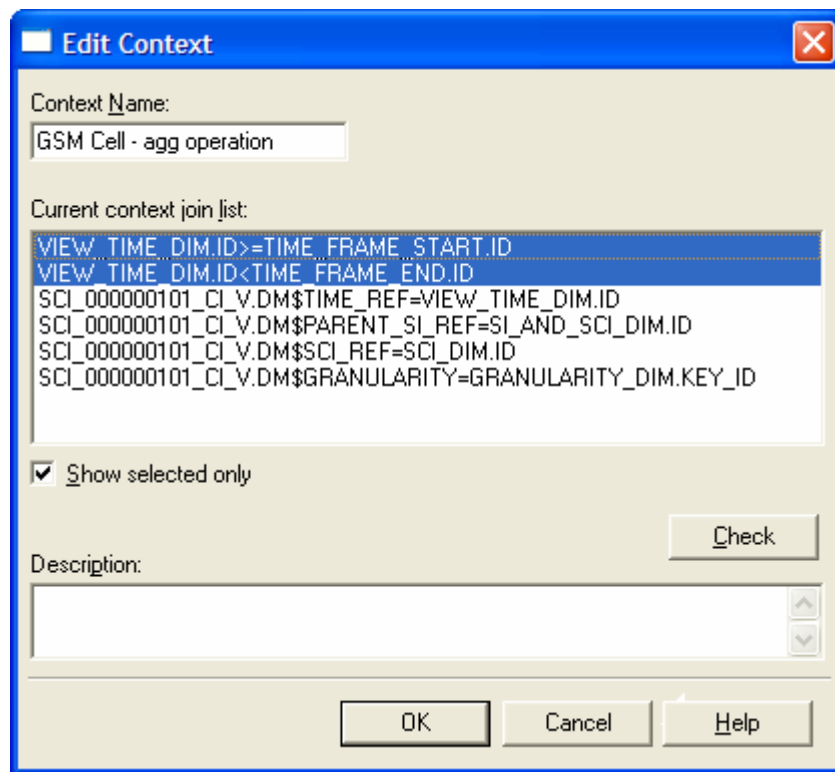 Edit Context
Context Name:
GSM Cell - agg operation
Current context join list:
VIEW_TIME_DIM.ID>=TIME_FRAME_START.ID
VIEW_TIME_DIM.ID<TIME_FRAME_END.ID
SCI_000000101_CI_V.DM$TIME_REF=VIEW_TIME_DIM.ID
SCI_000000101_CI_V.DM$PARENT_SI_REF=SI_AND_SCI_DIM.ID
SCI_000000101_CI_V.DM$SCI_REF=SCI_DIM.ID
SCI_000000101_CI_V.DM$GRANULARITY=GRANULARITY_DIM.KEY_ID
Show selected only
Check
Description:
OK Cancel Help